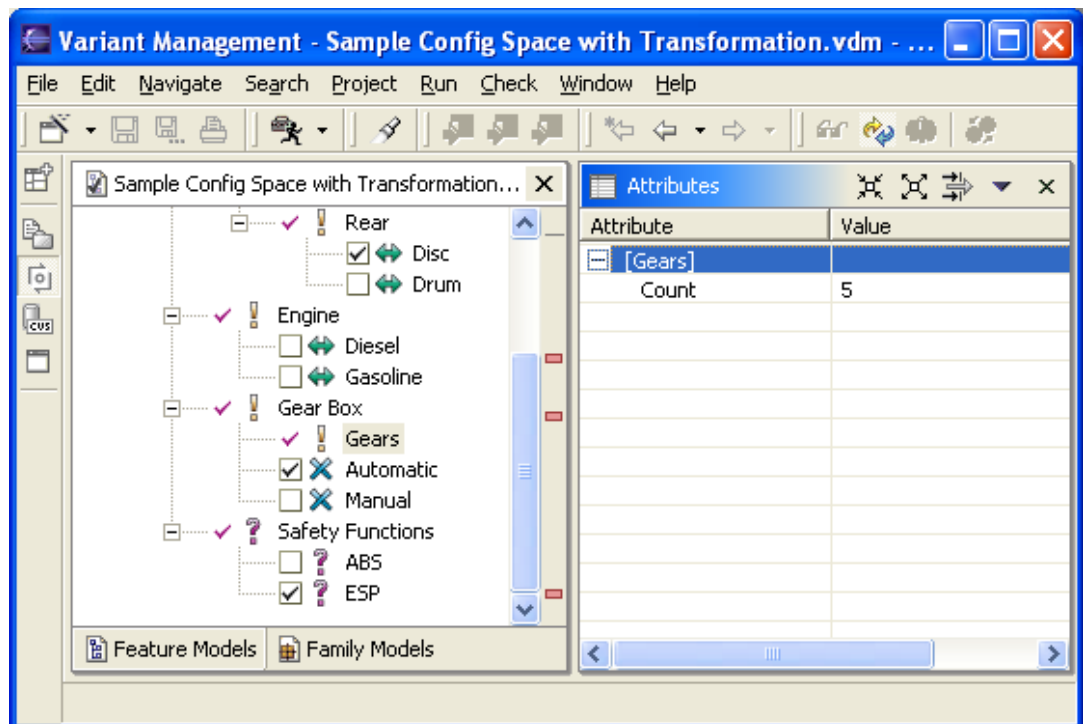 Variant Management - Sample Config Space with Transformation.vdm - ...
File Edit Navigate Search Project Run Check Window Help
Sample Config Space with Transformation...
Rear
Disc
Drum
Engine
Diesel
Gasoline
Gear Box
Gears
Automatic
Manual
Safety Functions
ABS
ESP
Feature Models Family Models
Attributes
Attribute Value
[Gears]
Count 5
CVS